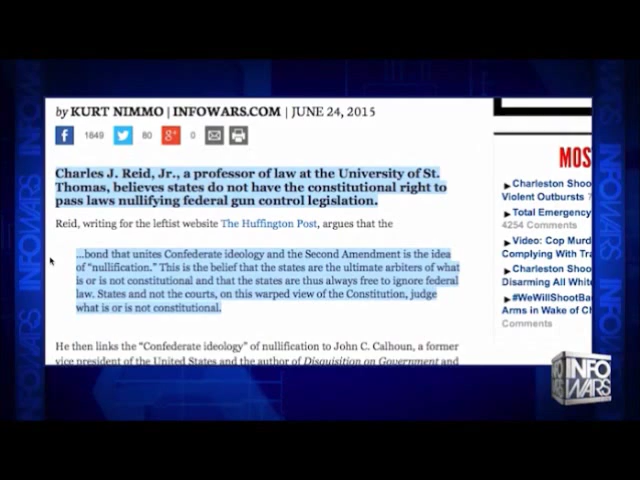 by KURT NIMMO | INFOWARS.COM | JUNE 24, 2015
1649 80 0
Charles J. Reid, Jr., a professor of law at the University of St.
Thomas, believes states do not have the constitutional right to
pass laws nullifying federal gun control legislation.
Reid, writing for the leftist website The Huffington Post, argues that the
...bond that unites Confederate ideology and the Second Amendment is the idea
of "nullification." This is the belief that the states are the ultimate arbiters of what
is or is not constitutional and that the states are thus always free to ignore federal
law. States and not the courts, on this warped view of the Constitution, judge
what is or is not constitutional.
He then links the "Confederate ideology" of nullification to John C. Calhoun, a former
vice president of the United States and the author of Disquisition on Government and
MOS
Charleston Shoo
Violent Outbursts 7
Total Emergency
4254 Comments
Video: Cop Mur
Complying With Tra
Charleston Shoo
Disarming All Whit
#WeWillShootBa
Arms in Wake of Ch
Comments
INFOWARS
INFO
WARS